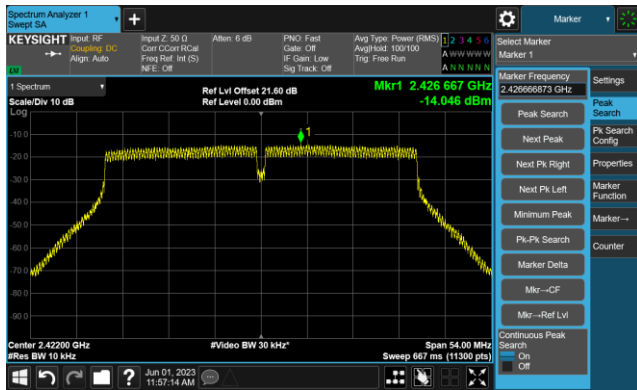 Spectrum Analyzer 1
Swept SA
Marker
KEYSIGHT
Input: RF
Coupling: DC
Align: Auto
Input Z: 50 Ω
Corr CCorr RCal
Freq Ref: Int (S)
NFE: Off
Atten: 6 dB
PNO: Fast
Gate: Off
IF Gain: Low
Sig Track: Off
Avg Type: Power (RMS)
Avg|Hold: 100/100
Trig: Free Run
1 2 3 4 5 6
A W W W W W
A N N N N N
LXI
Select Marker
Marker 1
1 Spectrum
Scale/Div 10 dB
Log
Ref Lvl Offset 21.60 dB
Ref Level 0.00 dBm
Mkr1 2.426 667 GHz
-14.046 dBm
1
-10.0
-20.0
-30.0
-40.0
-50.0
-60.0
-70.0
-80.0
-90.0
Center 2.42200 GHz
#Res BW 10 kHz
#Video BW 30 kHz*
Span 54.00 MHz
Sweep 667 ms (11300 pts)
Marker Frequency
2.426666873 GHz
Peak Search
Next Peak
Next Pk Right
Next Pk Left
Minimum Peak
Pk-Pk Search
Marker Delta
Mkr→CF
Mkr→Ref Lvl
Continuous Peak
Search
On
Off
Settings
Peak
Search
Pk Search
Config
Properties
Marker
Function
Marker→
Counter
?
Jun 01, 2023
11:57:14 AM